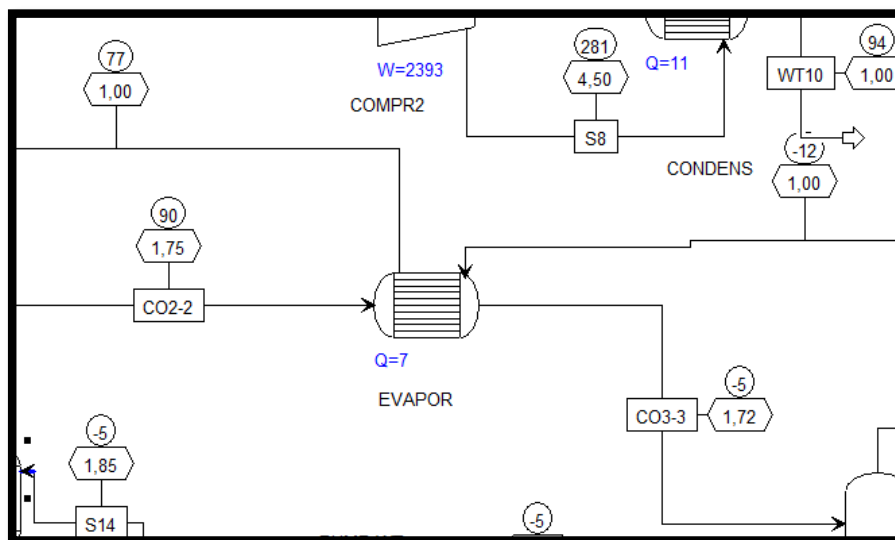 77
1,00
W=2393
COMPR2
281
4,50
S8
Q=11
CONDENS
94
WT10
1,00
-12
1,00
90
1,75
CO2-2
Q=7
EVAPOR
-5
CO3-3
1,72
-5
1,85
S14
-5